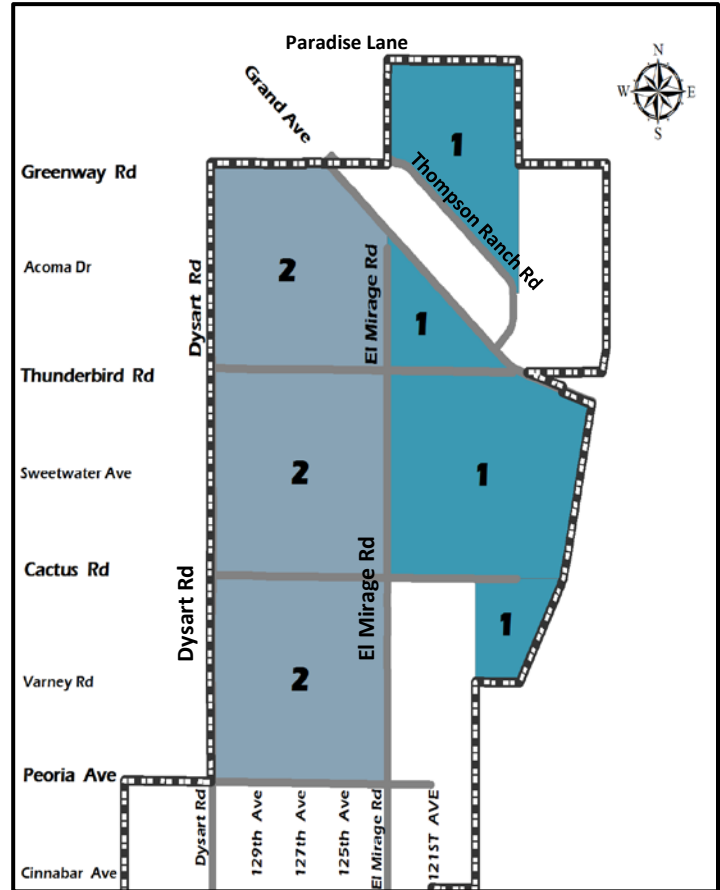 Paradise Lane
N
W E
S
Grand Ave
1
Greenway Rd
Thompson Ranch Rd
Acoma Dr
Dysart Rd
2
El Mirage Rd
1
Thunderbird Rd
Sweetwater Ave
2
1
Cactus Rd
Dysart Rd
El Mirage Rd
1
Varney Rd
2
Peoria Ave
Dysart Rd
129th Ave
127th Ave
125th Ave
El Mirage Rd
121ST AVE
Cinnabar Ave